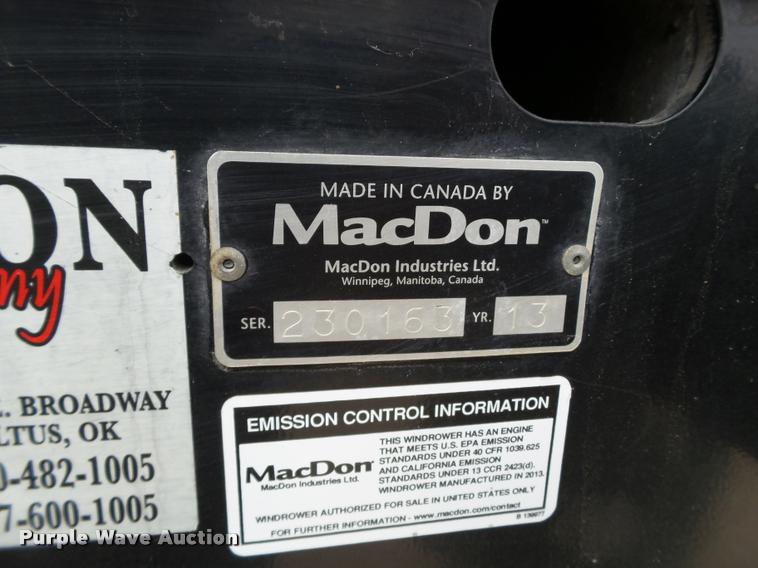 ON
ny
L. BROADWAY
LTUS, OK
0-482-1005
7-600-1005
MADE IN CANADA BY
MacDon™
MacDon Industries Ltd.
Winnipeg, Manitoba, Canada
SER. 230163 YR. 13
EMISSION CONTROL INFORMATION
MacDon
MacDon Industries Ltd.
THIS WINDROWER HAS AN ENGINE
THAT MEETS U.S. EPA EMISSION
STANDARDS UNDER 40 CFR 1039.625
AND CALIFORNIA EMISSION
STANDARDS UNDER 13 CCR 2423(d).
WINDROWER MANUFACTURED IN 2013.
WINDROWER AUTHORIZED FOR SALE IN UNITED STATES ONLY
FOR FURTHER INFORMATION - www.macdon.com/contact
Purple Wave Auction